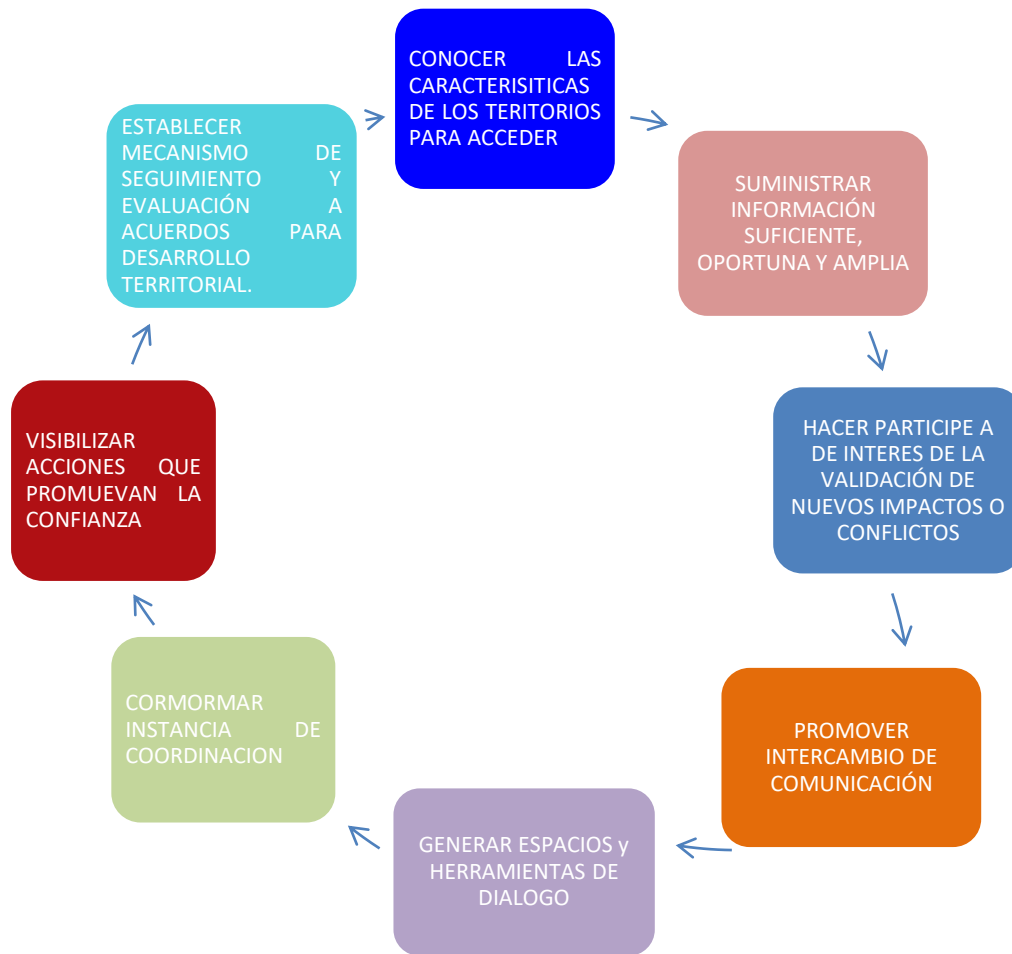 CONOCER LAS
CARACTERISITICAS
DE LOS TERITORIOS
PARA ACCEDER
SUMINISTRAR
INFORMACIÓN
SUFICIENTE,
OPORTUNA Y AMPLIA
HACER PARTICIPE A
DE INTERES DE LA
VALIDACIÓN DE
NUEVOS IMPACTOS O
CONFLICTOS
PROMOVER
INTERCAMBIO DE
COMUNICACIÓN
GENERAR ESPACIOS y
HERRAMIENTAS DE
DIALOGO
CORMORMAR
INSTANCIA DE
COORDINACION
VISIBILIZAR
ACCIONES QUE
PROMUEVAN LA
CONFIANZA
ESTABLECER
MECANISMO DE
SEGUIMIENTO Y
EVALUACIÓN A
ACUERDOS PARA
DESARROLLO
TERRITORIAL.